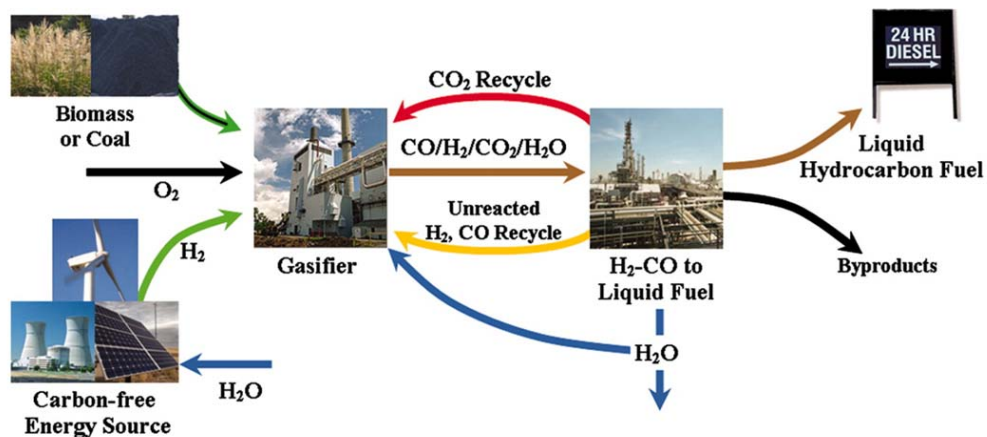 Biomass
or Coal
O₂
H₂
H₂O
Carbon-free
Energy Source
Gasifier
CO₂ Recycle
CO/H₂/CO₂/H₂O
Unreacted
H₂, CO Recycle
H₂-CO to
Liquid Fuel
H₂O
24 HR
DIESEL
Liquid
Hydrocarbon Fuel
Byproducts